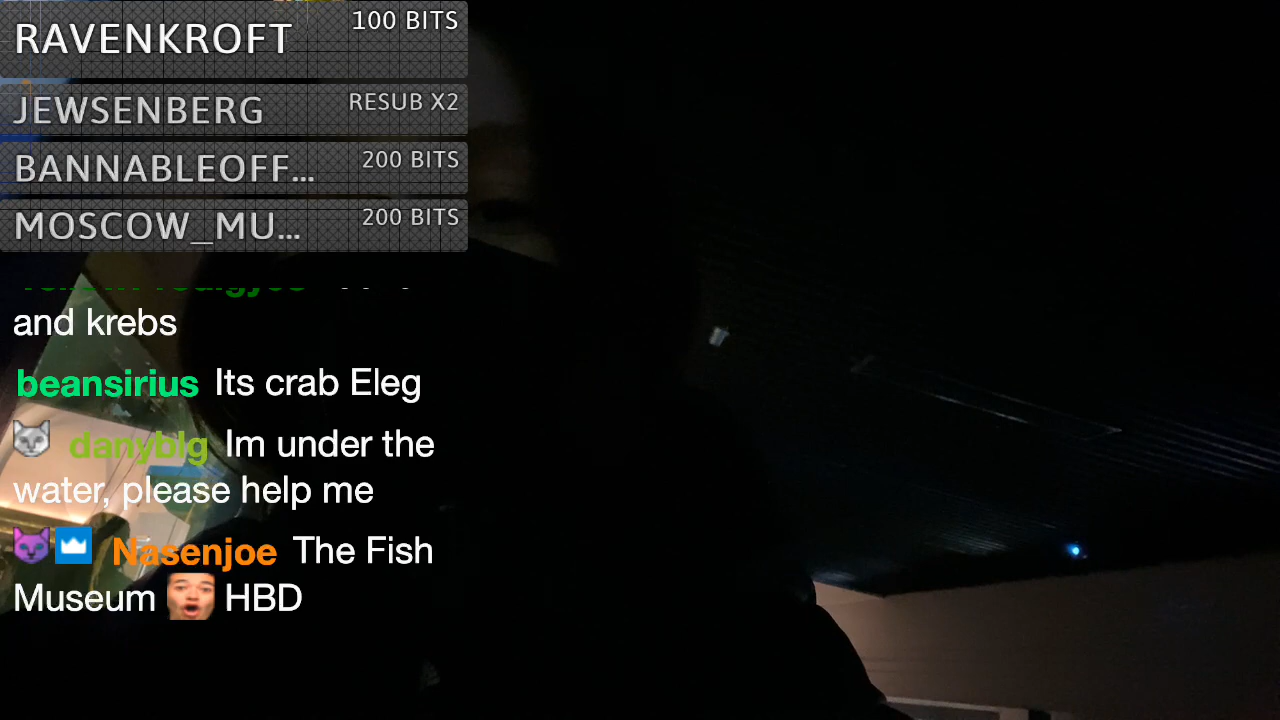 RAVENKROFT 100 BITS
JEWSENBERG RESUB X2
BANNABLEOFF... 200 BITS
MOSCOW_MU... 200 BITS
and krebs
beansirius Its crab Eleg
danyblg Im under the
water, please help me
Nasenjoe The Fish
Museum HBD